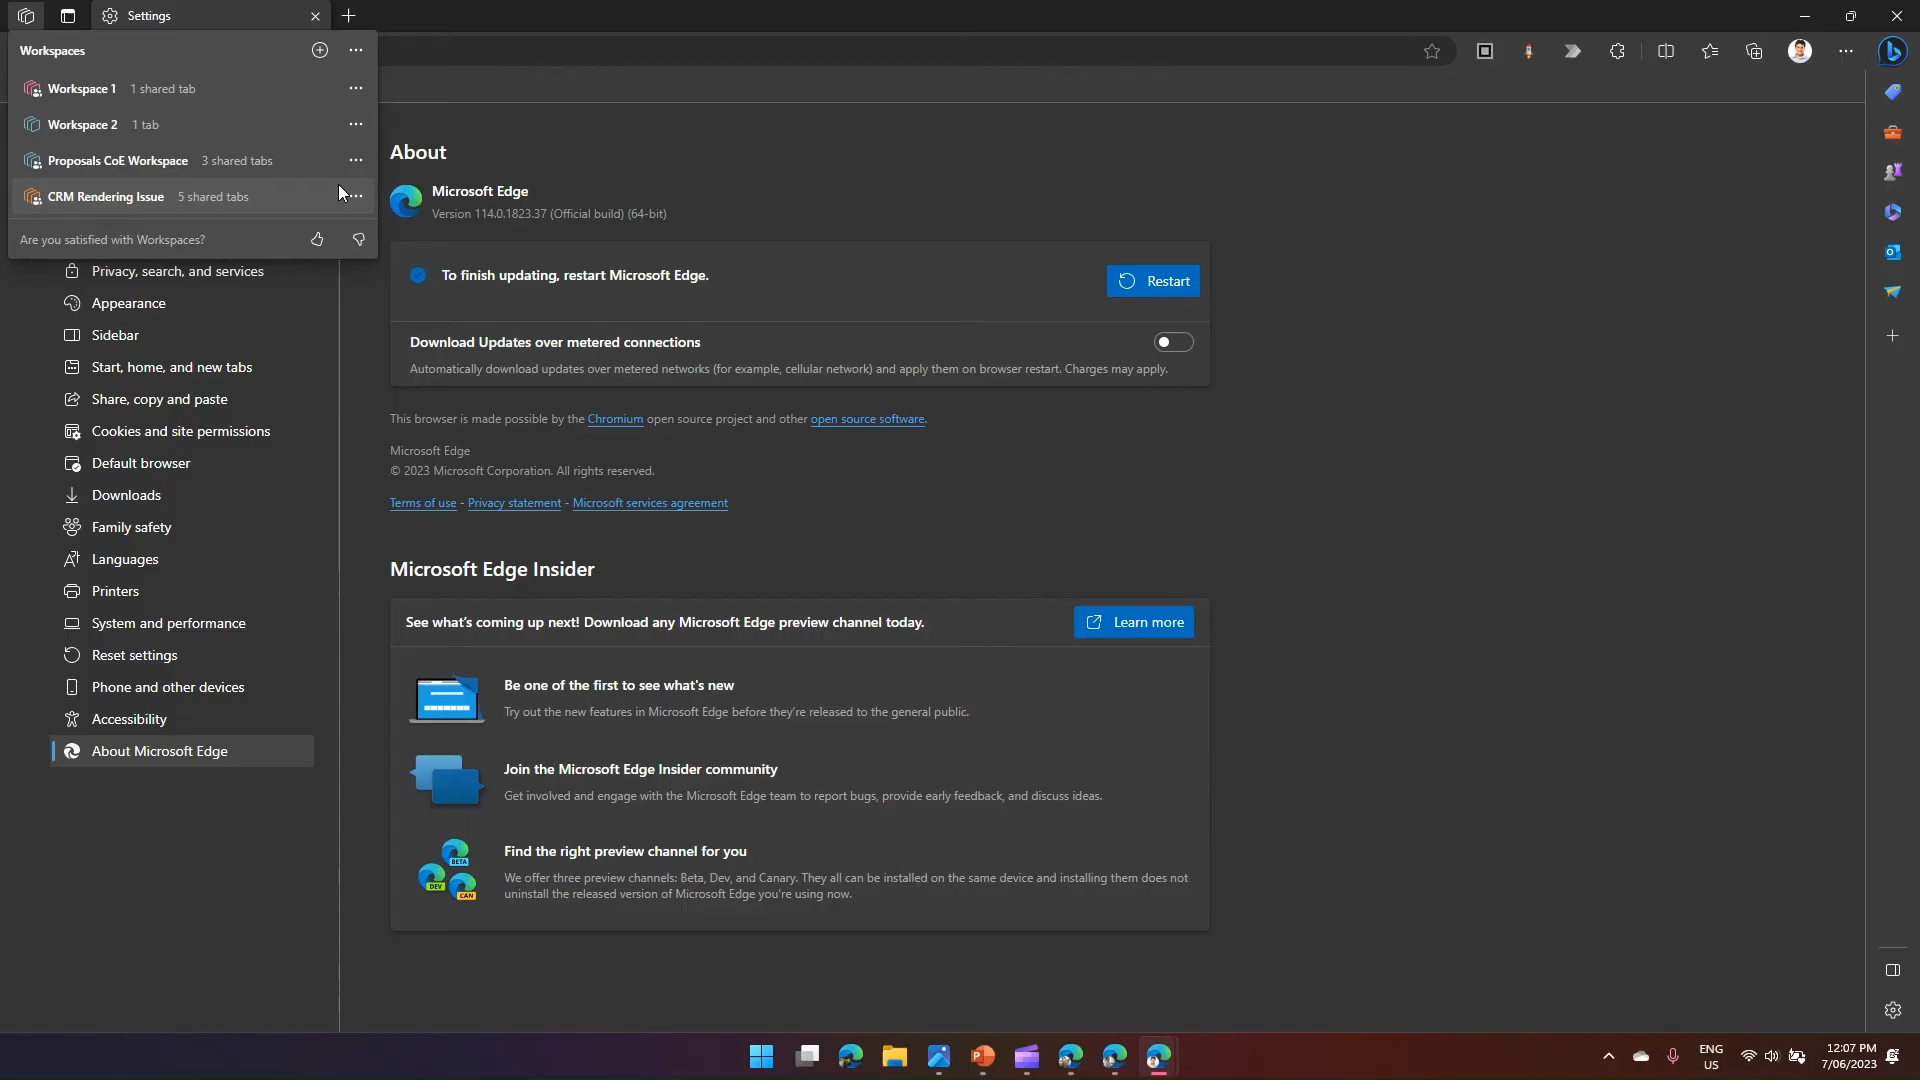 Settings
Workspaces
Workspace 1 1 shared tab
Workspace 2 1 tab
Proposals CoE Workspace 3 shared tabs
CRM Rendering Issue 5 shared tabs
Are you satisfied with Workspaces?
Privacy, search, and services
Appearance
Sidebar
Start, home, and new tabs
Share, copy and paste
Cookies and site permissions
Default browser
Downloads
Family safety
Languages
Printers
System and performance
Reset settings
Phone and other devices
Accessibility
About Microsoft Edge
About
Microsoft Edge
Version 114.0.1823.37 (Official build) (64-bit)
To finish updating, restart Microsoft Edge.
Restart
Download Updates over metered connections
Automatically download updates over metered networks (for example, cellular network) and apply them on browser restart. Charges may apply.
This browser is made possible by the Chromium open source project and other open source software.
Microsoft Edge
© 2023 Microsoft Corporation. All rights reserved.
Terms of use - Privacy statement - Microsoft services agreement
Microsoft Edge Insider
See what's coming up next! Download any Microsoft Edge preview channel today.
Learn more
Be one of the first to see what's new
Try out the new features in Microsoft Edge before they're released to the general public.
Join the Microsoft Edge Insider community
Get involved and engage with the Microsoft Edge team to report bugs, provide early feedback, and discuss ideas.
BETA
DEV
CAN
Find the right preview channel for you
We offer three preview channels: Beta, Dev, and Canary. They all can be installed on the same device and installing them does not
uninstall the released version of Microsoft Edge you're using now.
ENG
US
12:07 PM
7/06/2023